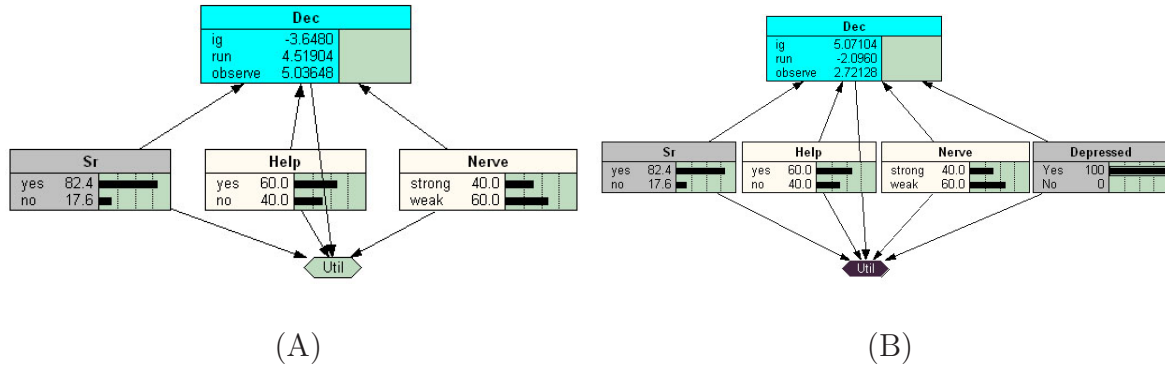 Dec
ig -3.6480
run 4.51904
observe 5.03648
Sr
yes 82.4
no 17.6
Help
yes 60.0
no 40.0
Nerve
strong 40.0
weak 60.0
Util
(A)
Dec
ig 5.07104
run -2.0960
observe 2.72128
Sr
yes 82.4
no 17.6
Help
yes 60.0
no 40.0
Nerve
strong 40.0
weak 60.0
Depressed
Yes 100
No 0
Util
(B)